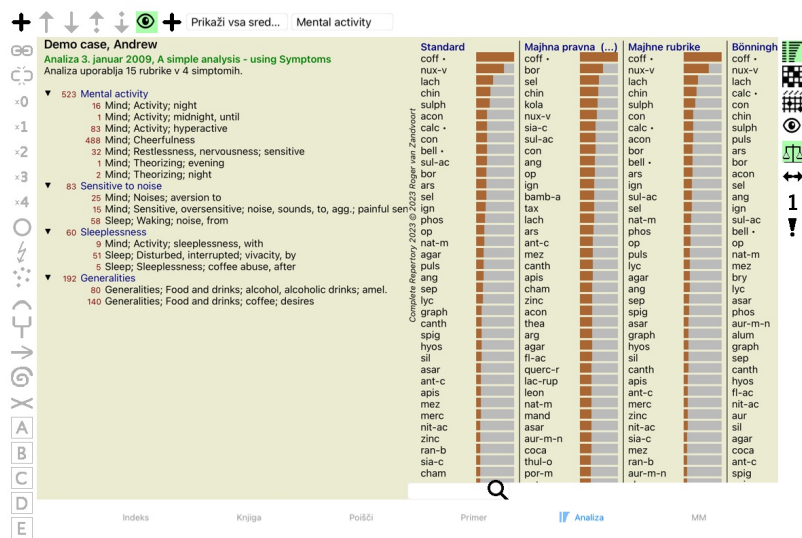 Prikaži vsa sred...
Mental activity
Demo case, Andrew
Analiza 3. januar 2009, A simple analysis - using Symptoms
Analiza uporablja 15 rubrike v 4 simptomih.
▼ 523 Mental activity
16 Mind; Activity; night
1 Mind; Activity; midnight, until
83 Mind; Activity; hyperactive
488 Mind; Cheerfulness
32 Mind; Restlessness, nervousness; sensitive
1 Mind; Theorizing; evening
2 Mind; Theorizing; night
▼ 83 Sensitive to noise
25 Mind; Noises; aversion to
15 Mind; Sensitive, oversensitive; noise, sounds, to, agg.; painful sen
58 Sleep; Waking; noise, from
▼ 60 Sleeplessness
9 Mind; Activity; sleeplessness, with
51 Sleep; Disturbed, interrupted; vivacity, by
5 Sleep; Sleeplessness; coffee abuse, after
▼ 192 Generalities
80 Generalities; Food and drinks; alcohol, alcoholic drinks; amel.
140 Generalities; Food and drinks; coffee; desires
×0
×1
×2
×3
×4
A
B
C
D
E
Complete Repertory 2023 © 2023 Roger van Zandvoort
Standard
coff •
nux-v
lach
chin
sulph
acon
calc •
con
bell •
sul-ac
bor
ars
sel
ign
phos
op
nat-m
agar
puls
ang
sep
lyc
graph
canth
spig
hyos
sil
asar
ant-c
apis
mez
merc
nit-ac
zinc
ran-b
sia-c
cham
Majhna pravna (...)
coff •
bor
sel
chin
kola
nux-v
sia-c
sul-ac
con
ang
op
ign
bamb-a
tax
lach
ars
ant-c
mez
canth
apis
cham
zinc
acon
thea
arg
agar
fl-ac
querc-r
lac-rup
leon
nat-m
mand
asar
aur-m-n
coca
thul-o
por-m
Majhne rubrike
coff •
nux-v
lach
chin
sulph
con
calc •
acon
bor
bell •
ars
ign
sul-ac
sel
nat-m
phos
op
puls
lyc
agar
ang
sep
spig
asar
graph
hyos
sil
canth
apis
ant-c
merc
zinc
nit-ac
sia-c
mez
ran-b
aur-m-n
Bönningh
coff •
nux-v
lach
calc •
con
chin
sulph
puls
ars
bor
acon
sel
ang
ign
sul-ac
bell •
op
nat-m
mez
bry
lyc
asar
phos
aur-m-n
alum
graph
sil
sep
canth
hyos
fl-ac
nit-ac
aur
sil
agar
coca
ant-c
spig
1
Indeks
Knjiga
Poišči
Primer
Analiza
MM